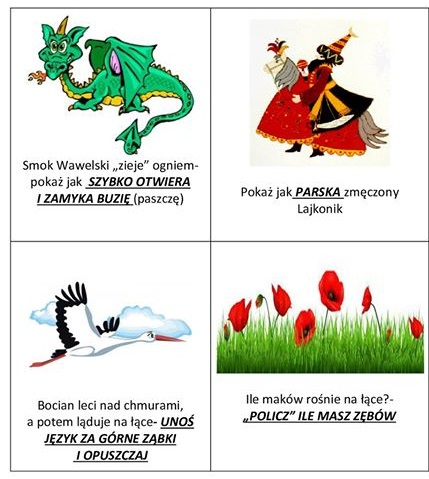 Smok Wawelski „zieje” ogniem-
pokaż jak SZYBKO OTWIERA
I ZAMYKA BUZIĘ (paszczę)
Pokaż jak PARSKA zmęczony
Lajkonik
Bocian leci nad chmurami,
a potem ląduje na łące- UNOŚ
JĘZYK ZA GÓRNE ZĄBKI
I OPUSZCZAJ
Ile maków rośnie na łące?-
„POLICZ” ILE MASZ ZĘBÓW